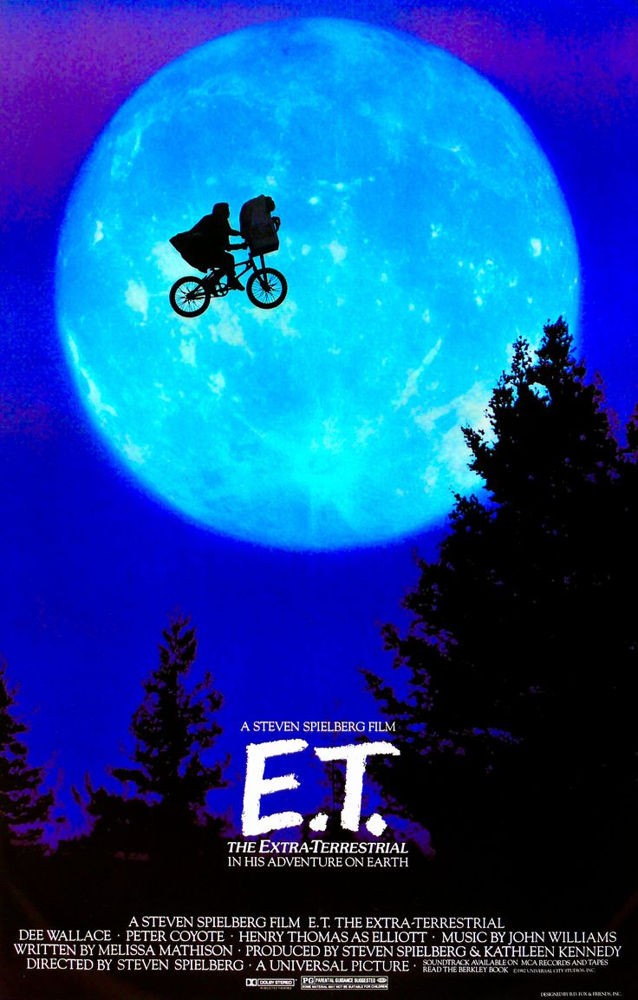 A STEVEN SPIELBERG FILM
E.T.
THE EXTRA-TERRESTRIAL
IN HIS ADVENTURE ON EARTH
A STEVEN SPIELBERG FILM E.T. THE EXTRA-TERRESTRIAL
DEE WALLACE · PETER COYOTE · HENRY THOMAS AS ELLIOTT · MUSIC BY JOHN WILLIAMS
WRITTEN BY MELISSA MATHISON · PRODUCED BY STEVEN SPIELBERG & KATHLEEN KENNEDY
DIRECTED BY STEVEN SPIELBERG · A UNIVERSAL PICTURE · SOUNDTRACK AVAILABLE ON MCA RECORDS AND TAPES
READ THE BERKLEY BOOK ©1982 UNIVERSAL CITY STUDIOS, INC.
DOLBY STEREO
IN SELECTED THEATRES
PG PARENTAL GUIDANCE SUGGESTED
SOME MATERIAL MAY NOT BE SUITABLE FOR CHILDREN
DESIGNED BY B.D. FOX & FRIENDS, INC.